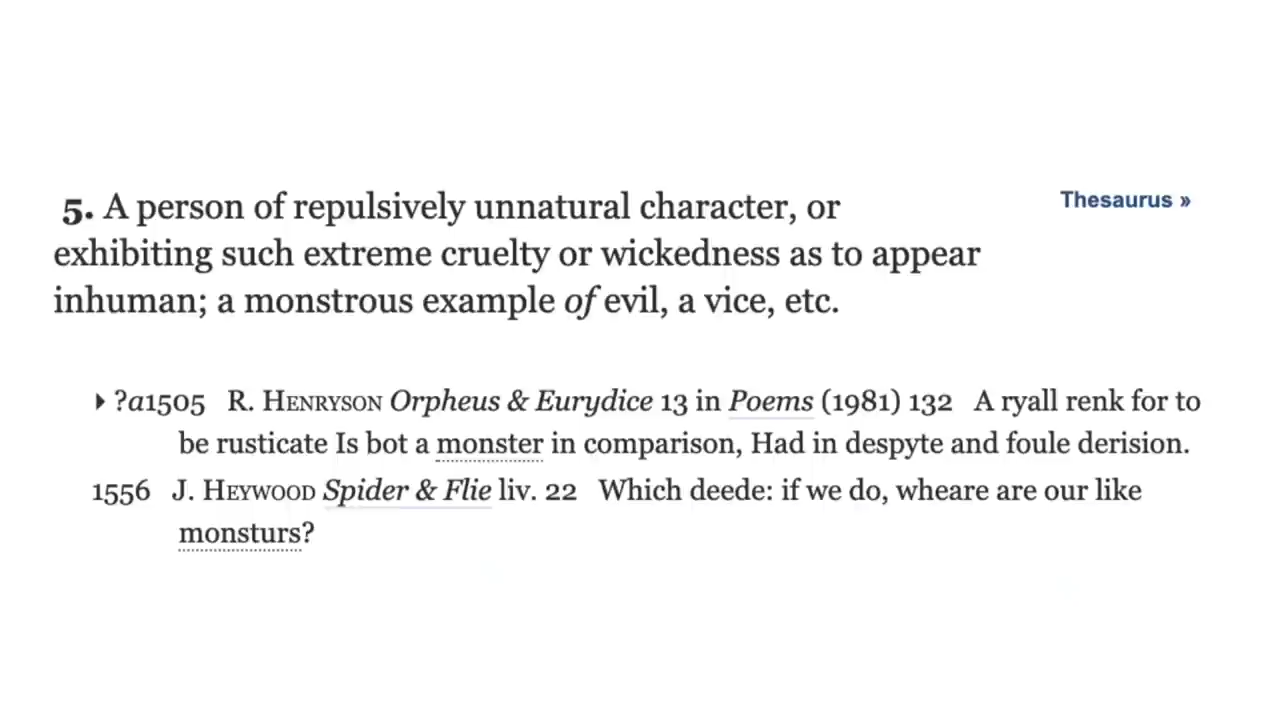 5. A person of repulsively unnatural character, or
Thesaurus »
exhibiting such extreme cruelty or wickedness as to appear
inhuman; a monstrous example of evil, a vice, etc.
?a1505 R. HENRYSON Orpheus & Eurydice 13 in Poems (1981) 132 A ryall renk for to
be rusticate Is bot a monster in comparison, Had in despyte and foule derision.
1556 J. HEYWOOD Spider & Flie liv. 22 Which deede: if we do, wheare are our like
monsturs?